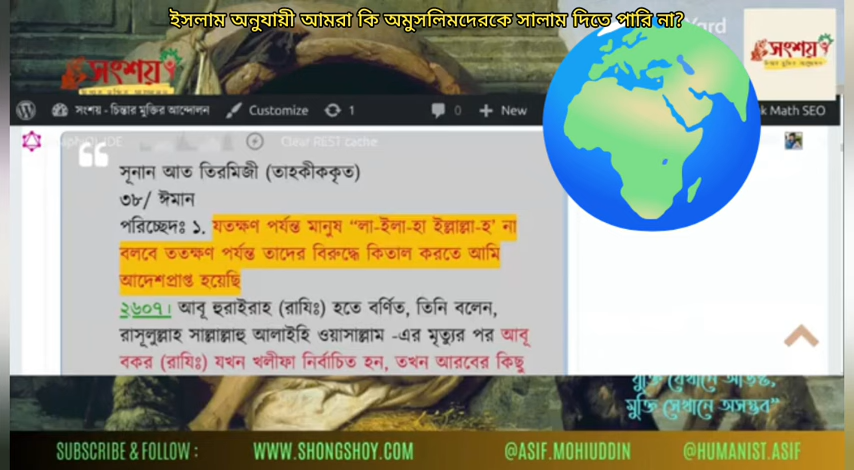 ইসলাম অনুযায়ী আমরা কি অমুসলিমদেরকে সালাম দিতে পারি না?
সংশয়
সংশয়
সংশয় - চিন্তার মুক্তির আন্দোলন Customize 1 0 New k Math SEO
Clear REST cache
সূনান আত তিরমিজী (তাহকীককৃত)
৩৮/ ঈমান
পরিচ্ছেদঃ ১. যতক্ষণ পর্যন্ত মানুষ “লা-ইলা-হা ইল্লাল্লা-হ’ না
বলবে ততক্ষণ পর্যন্ত তাদের বিরুদ্ধে কিতাল করতে আমি
আদেশপ্রাপ্ত হয়েছি
২৬০৭। আবূ হুরাইরাহ (রাযিঃ) হতে বর্ণিত, তিনি বলেন,
রাসূলুল্লাহ সাল্লাল্লাহু আলাইহি ওয়াসাল্লাম -এর মৃত্যুর পর আবূ
বকর (রাযিঃ) যখন খলীফা নির্বাচিত হন, তখন আরবের কিছু
মুক্তি সেখানে অসম্ভব”
SUBSCRIBE & FOLLOW : WWW.SHONGSHOY.COM @ASIF.MOHIUDDIN @HUMANIST.ASIF